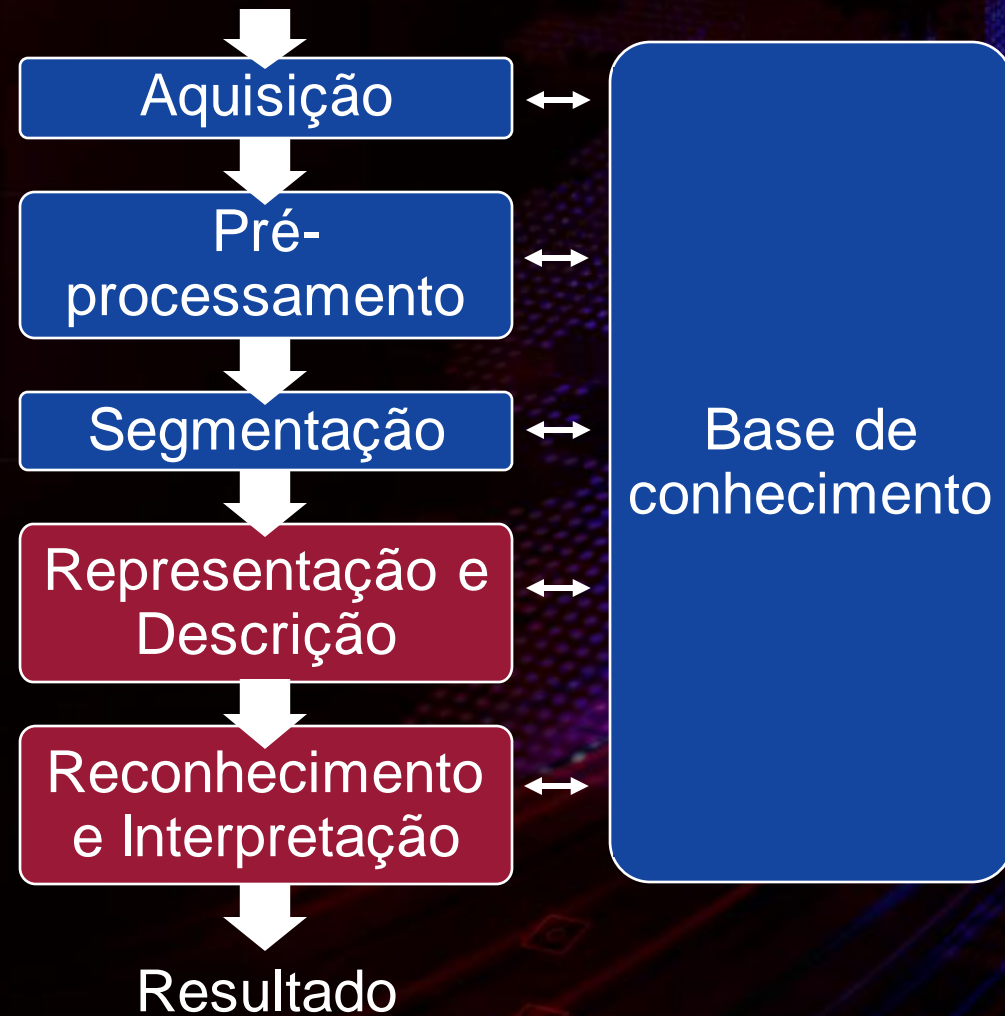 Aquisição
Pré-
processamento
Segmentação
Representação e
Descrição
Reconhecimento
e Interpretação
Resultado
Base de
conhecimento